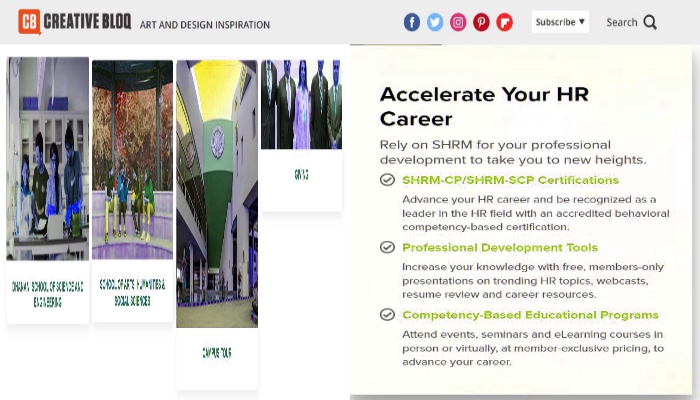 CB CREATIVE BLOQ ART AND DESIGN INSPIRATION
Subscribe ▼ Search
DHANANI SCHOOL OF SCIENCE AND
ENGINEERING
SCHOOL OF ARTS, HUMANITIES &
SOCIAL SCIENCES
CAMPUS TOUR
GIVING
Accelerate Your HR
Career
Rely on SHRM for your professional
development to take you to new heights.
SHRM-CP/SHRM-SCP Certifications
Advance your HR career and be recognized as a
leader in the HR field with an accredited behavioral
competency-based certification.
Professional Development Tools
Increase your knowledge with free, members-only
presentations on trending HR topics, webcasts,
resume review and career resources.
Competency-Based Educational Programs
Attend events, seminars and eLearning courses in
person or virtually, at member-exclusive pricing, to
advance your career.